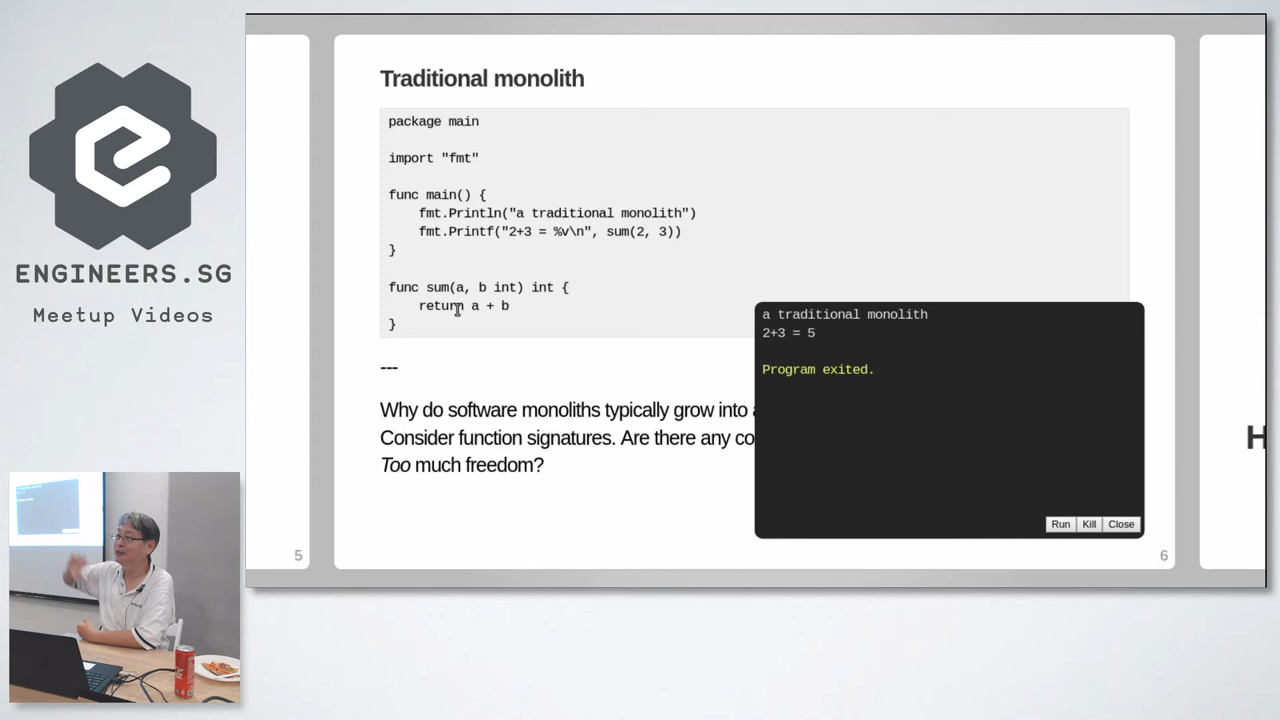 ENGINEERS.SG
Meetup Videos
Traditional monolith
package main
import "fmt"
func main() {
fmt.Println("a traditional monolith")
fmt.Printf("2+3 = %v\n", sum(2, 3))
}
func sum(a, b int) int {
return a + b
}
---
Why do software monoliths typically grow into
Consider function signatures. Are there any
Too much freedom?
a traditional monolith
2+3 = 5
Program exited.
Run Kill Close
5
6
H